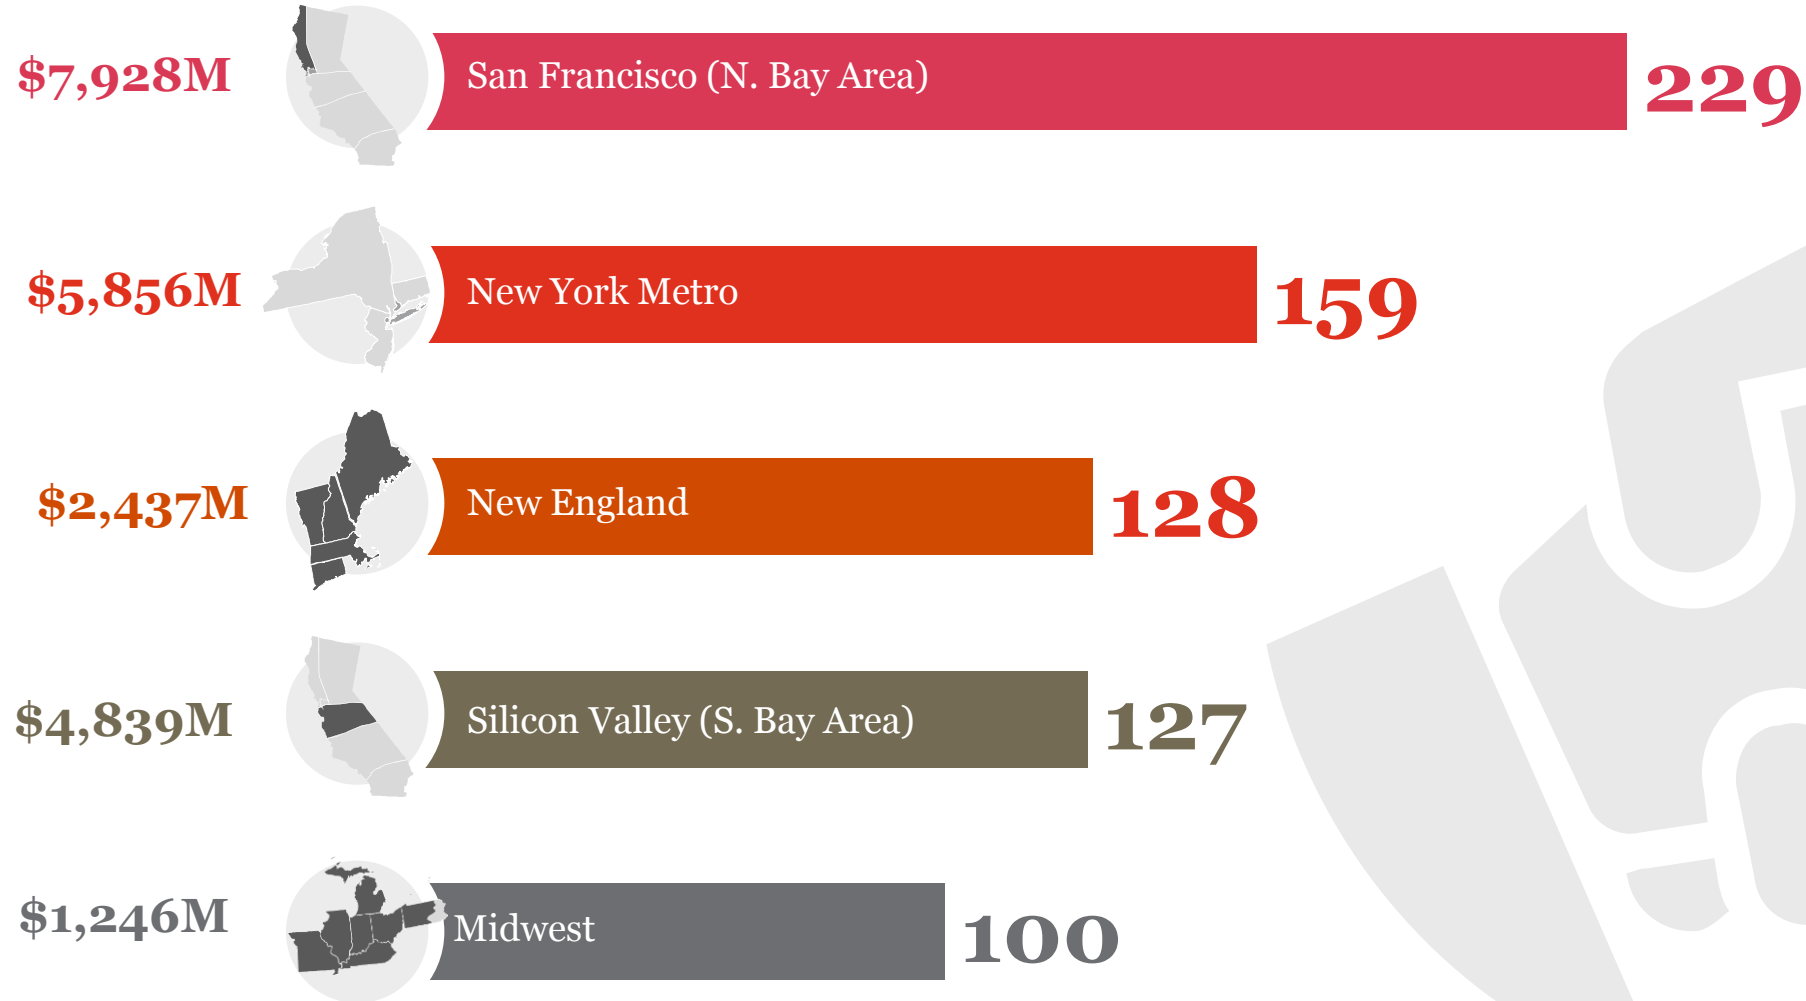 $7,928M San Francisco (N. Bay Area) 229
$5,856M New York Metro 159
$2,437M New England 128
$4,839M Silicon Valley (S. Bay Area) 127
$1,246M Midwest 100